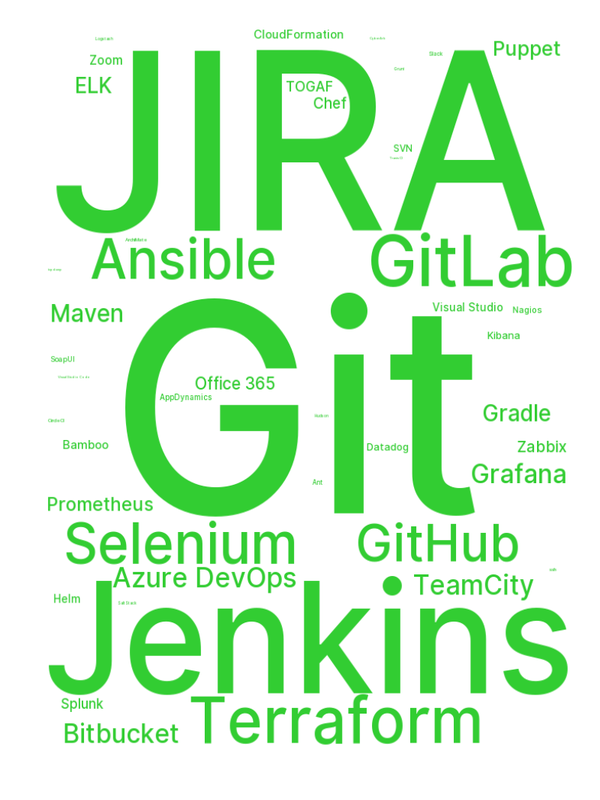 CloudFormation
Puppet
Zoom
Slack
ELK
TOGAF
Chef
JIRA
SVN
Ansible
GitLab
Maven
Visual Studio
Nagios
Kibana
SoapUI
Office 365
AppDynamics
Git
Gradle
Bamboo
Datadog
Zabbix
Grafana
Ant
Prometheus
Selenium
GitHub
Azure DevOps
TeamCity
Helm
Jenkins
Splunk
Terraform
Bitbucket